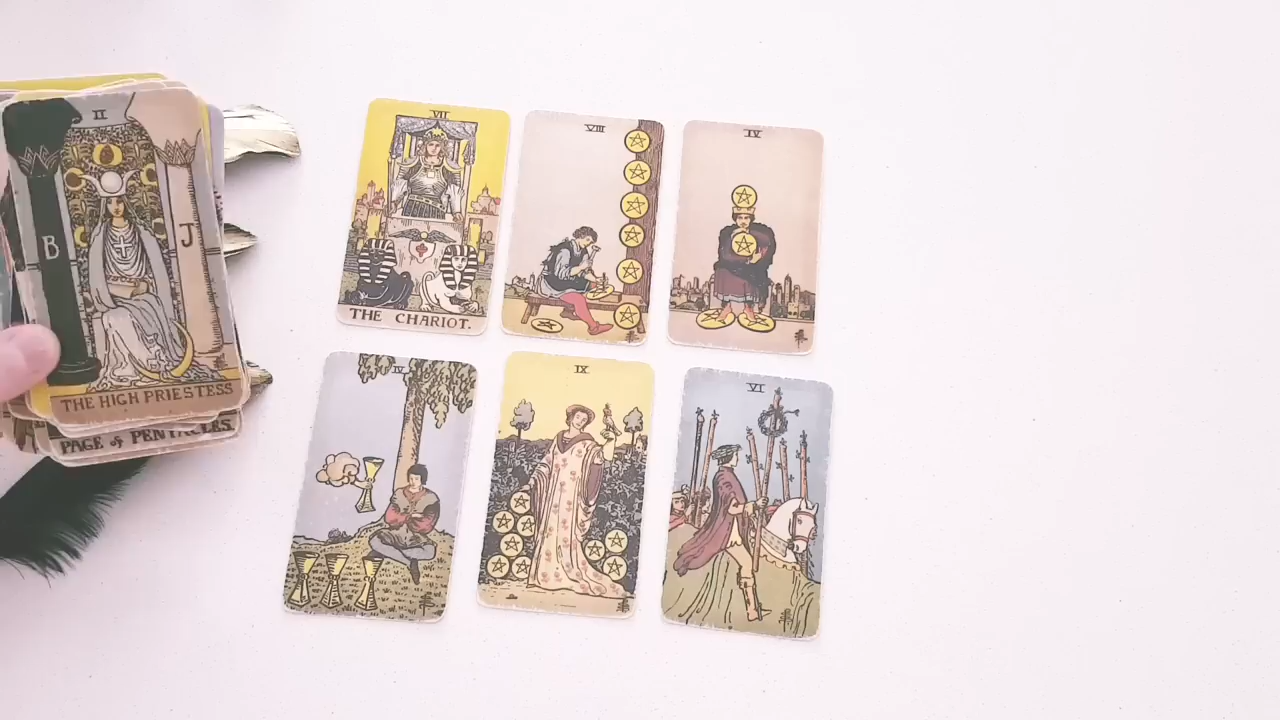 II
B
J
THE HIGH PRIESTESS
PAGE of PENTACLES.
VII
THE CHARIOT.
VIII
IV
IV
IX
VI